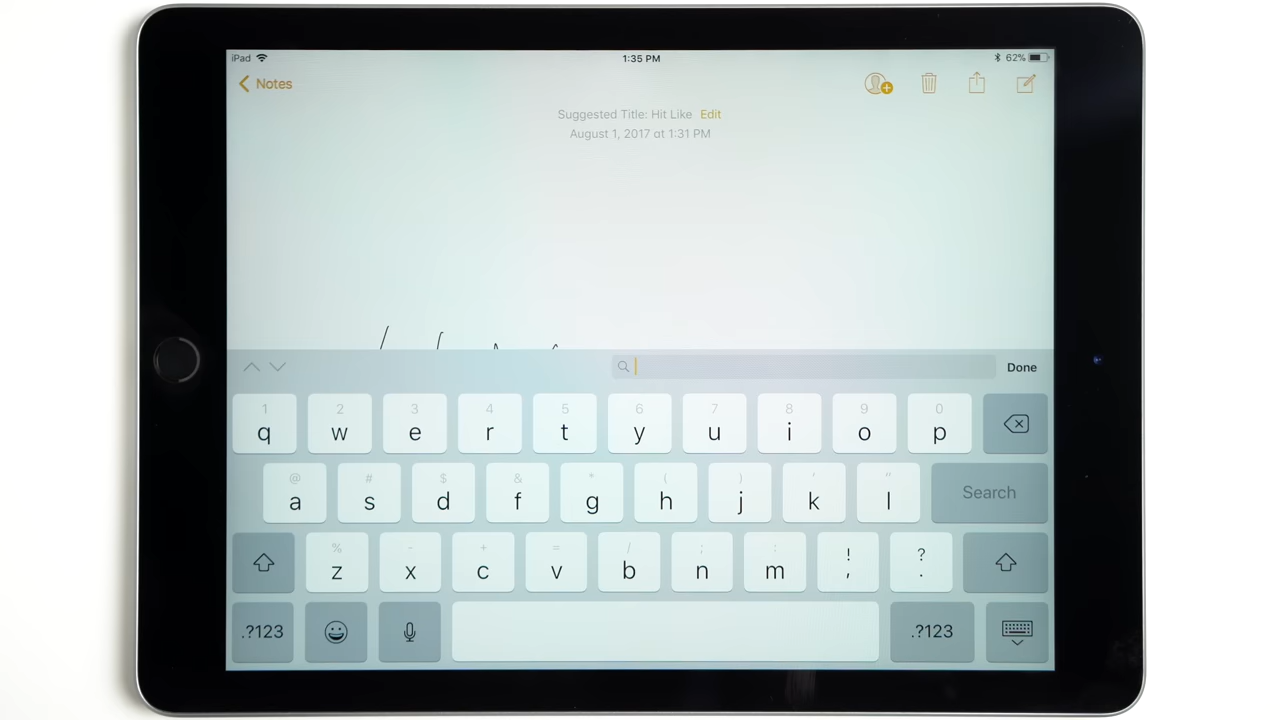 iPad 1:35 PM 62%
Notes
Suggested Title: Hit Like Edit
August 1, 2017 at 1:31 PM
Done
1 2 3 4 5 6 7 8 9 0
q w e r t y u i o p
@ # $ & * ( ) ' "
a s d f g h j k l Search
% - + = / ; : ! ?
z x c v b n m , .
.?123 .?123